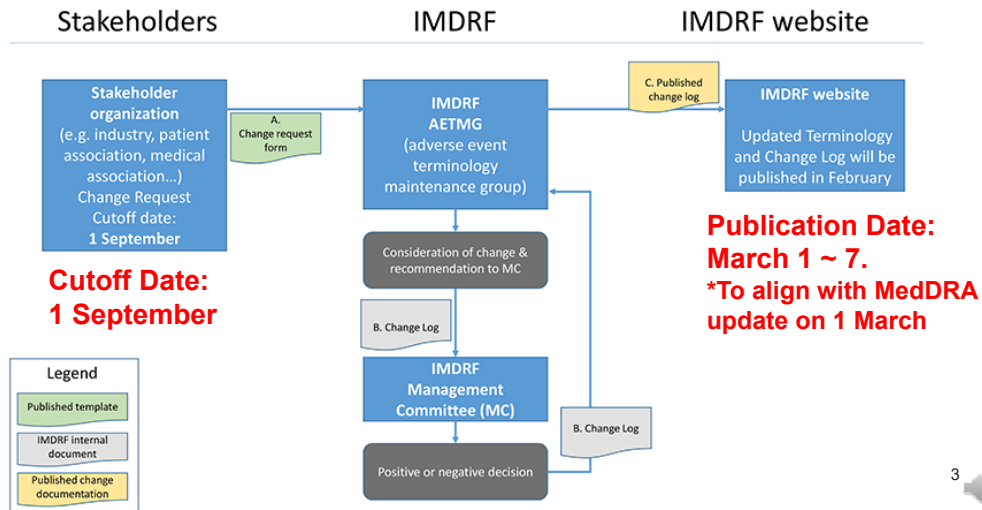 Stakeholders
IMDRF
IMDRF website
Stakeholder
organization
(e.g. industry, patient
association, medical
association...)
Change Request
Cutoff date:
1 September
A.
Change request
form
IMDRF
AETMG
(adverse event
terminology
maintenance group)
C. Published
change log
IMDRF website
Updated Terminology
and Change Log will be
published in February
Cutoff Date:
1 September
Publication Date:
March 1 ~ 7.
*To align with MedDRA
update on 1 March
Consideration of change &
recommendation to MC
B. Change Log
IMDRF
Management
Committee (MC)
B. Change Log
Positive or negative decision
Legend
Published template
IMDRF internal
document
Published change
documentation
3